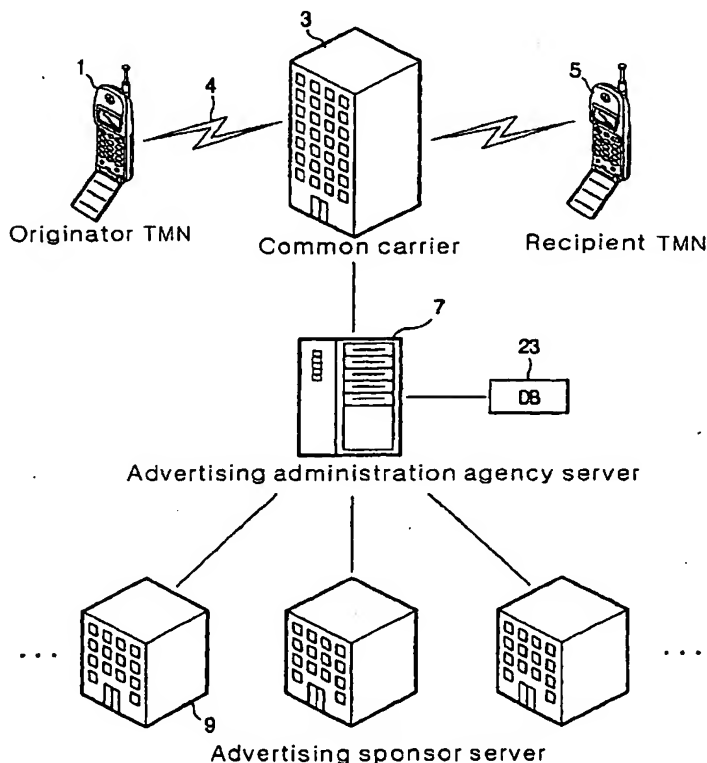 3
1
4
5
Originator TMN
Common carrier
Recipient TMN
7
23
DB
Advertising administration agency server
...
...
9
Advertising sponsor server